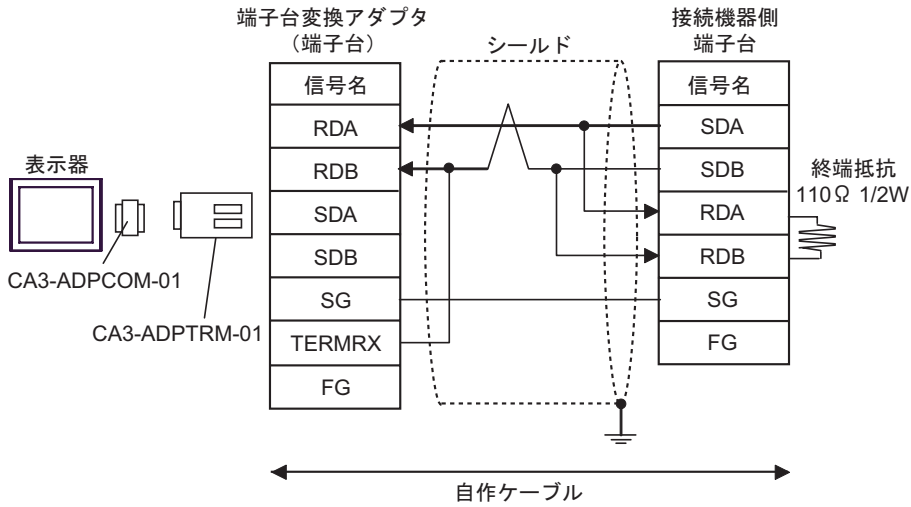 端子台変換アダプタ
（端子台）
シールド
接続機器側
端子台
信号名
RDA
RDB
SDA
SDB
SG
TERMRX
FG
信号名
SDA
SDB
RDA
RDB
SG
FG
表示器
CA3-ADPCOM-01
CA3-ADPTRM-01
終端抵抗
110Ω 1/2W
自作ケーブル